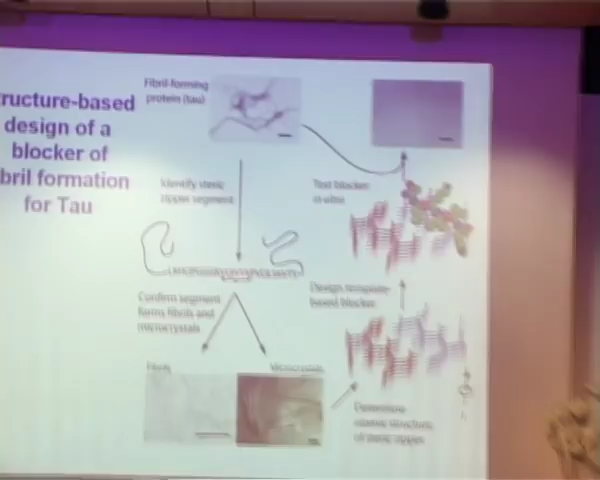 ructure-based
design of a
blocker of
bril formation
for Tau
Fibril-forming
protein (tau)
Identify steric
zipper segment
Test blocker
in vitro
Confirm segment
forms fibrils and
microcrystals
Design template-
based blocker
Fibrils
Microcrystals
Determine
atomic structure
of steric zipper